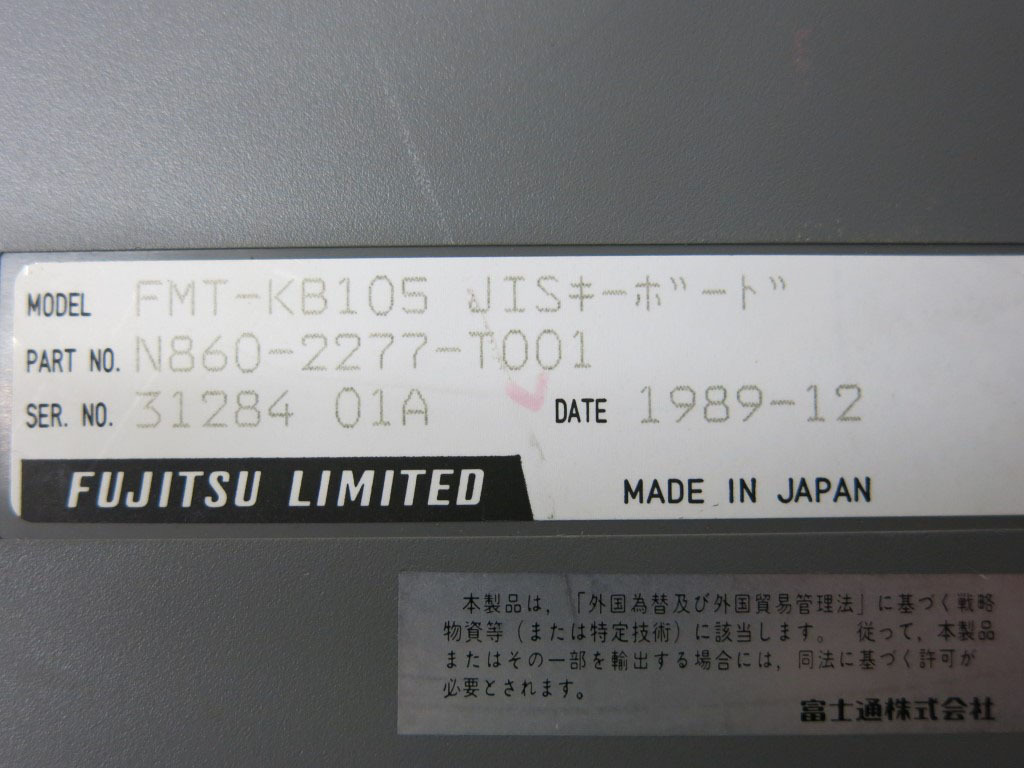 MODEL FMT-KB105 JISキーボード
PART NO. N860-2277-T001
SER. NO. 31284 01A DATE 1989-12
FUJITSU LIMITED MADE IN JAPAN
本製品は、「外国為替及び外国貿易管理法」に基づく戦略
物資等(または特定技術)に該当します。 従って、本製品
またはその一部を輸出する場合には、同法に基づく許可が
必要とされます。
富士通株式会社